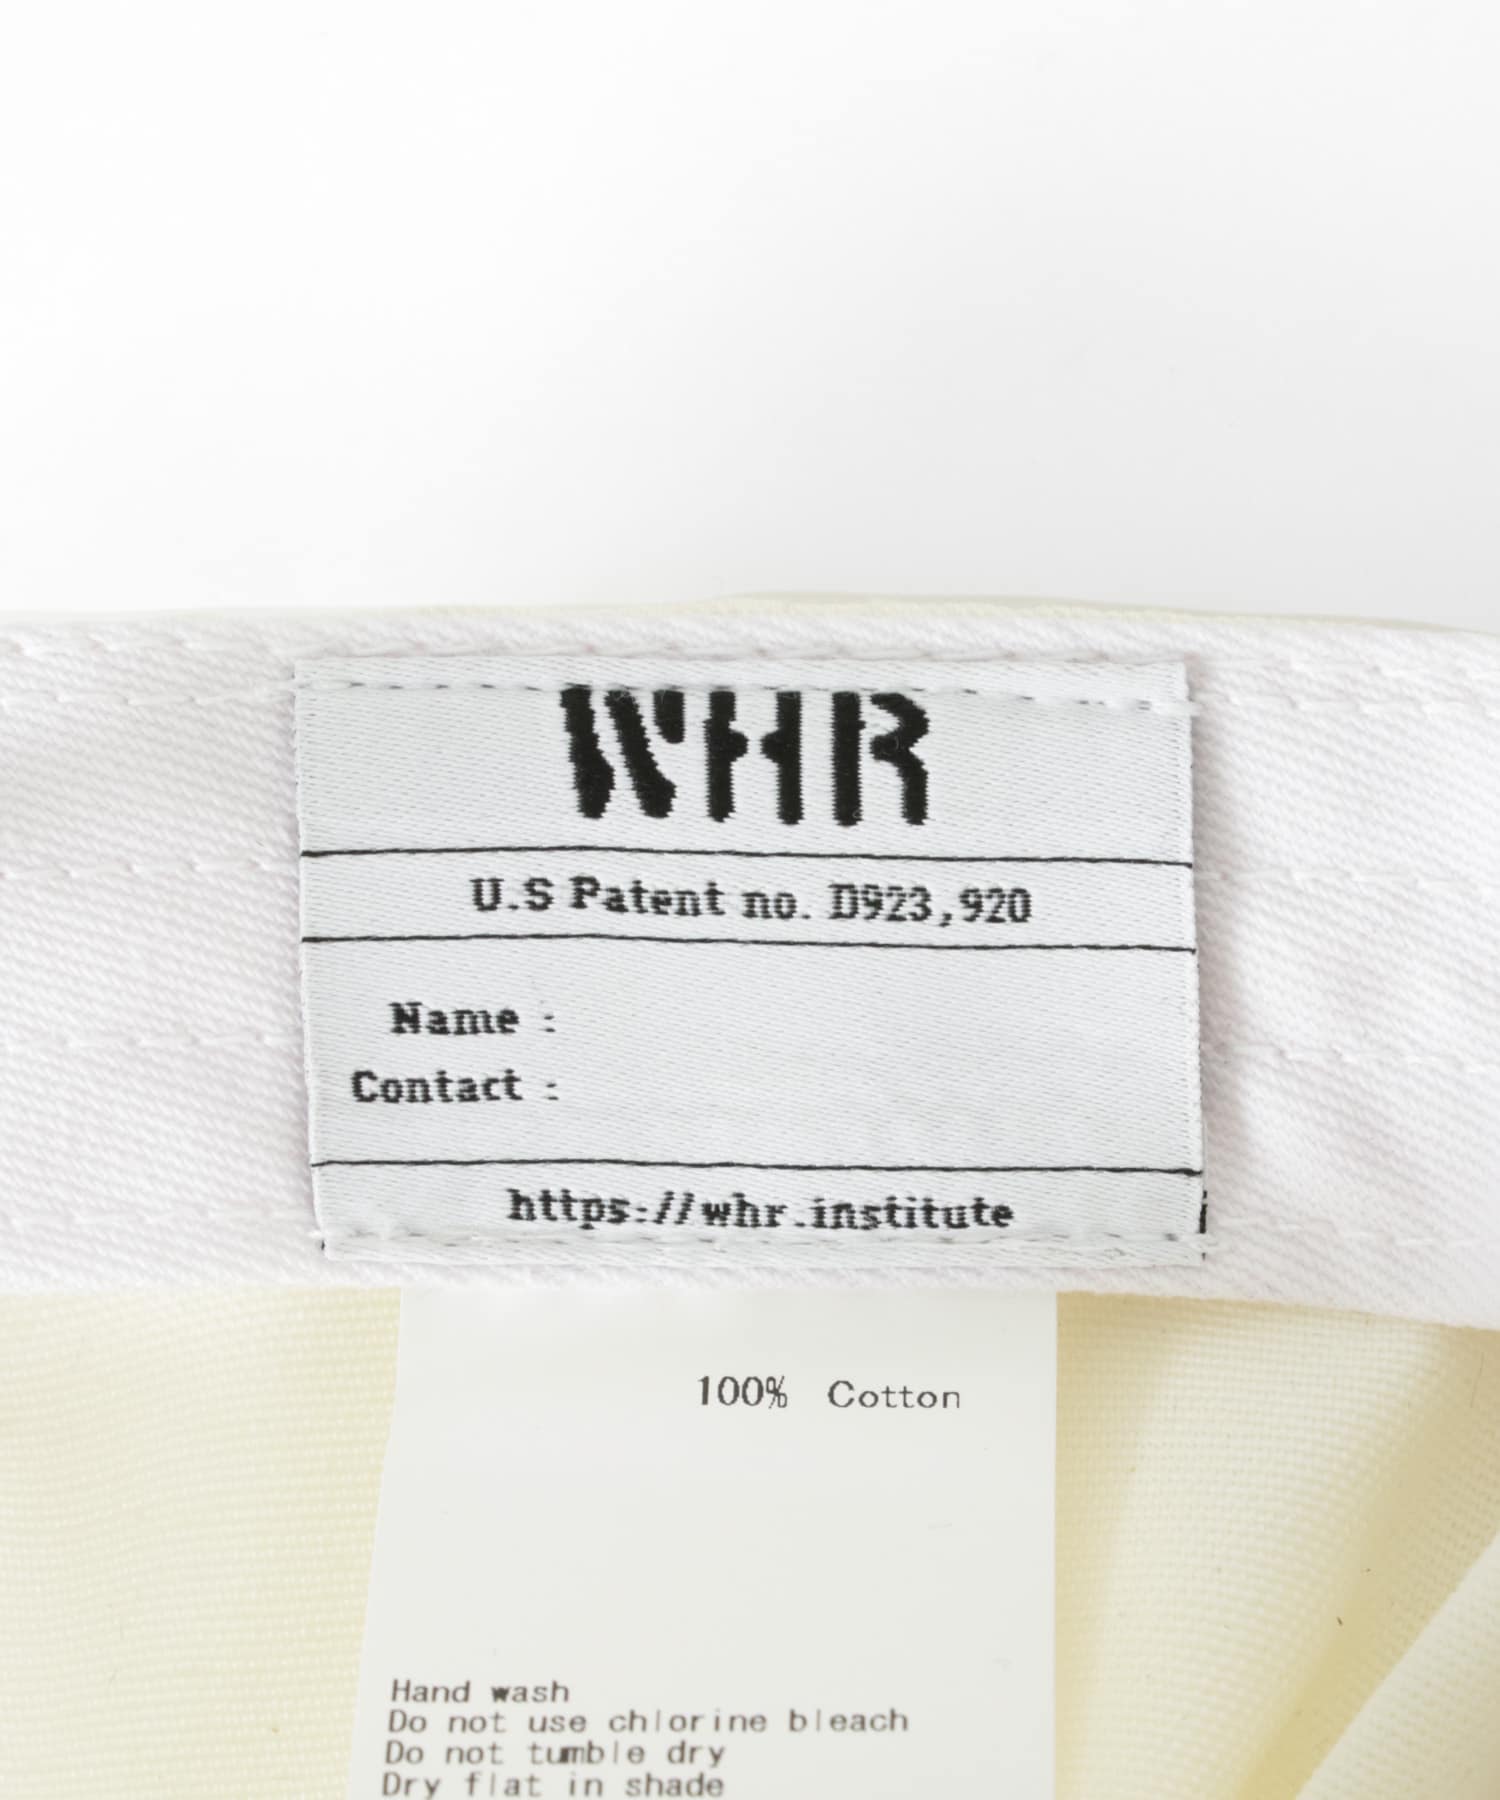 WHR
U.S Patent no. D923,920
Name :
Contact :
https://whr.institute
100% Cotton
Hand wash
Do not use chlorine bleach
Do not tumble dry
Dry flat in shade